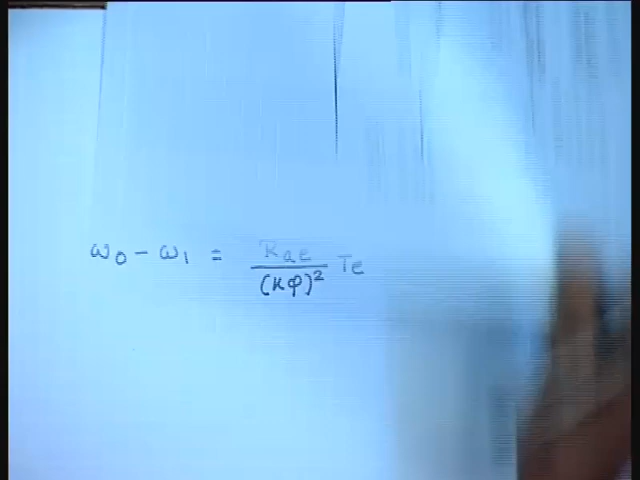 ω₀ - ω₁ = Rae/(Kφ)² Te